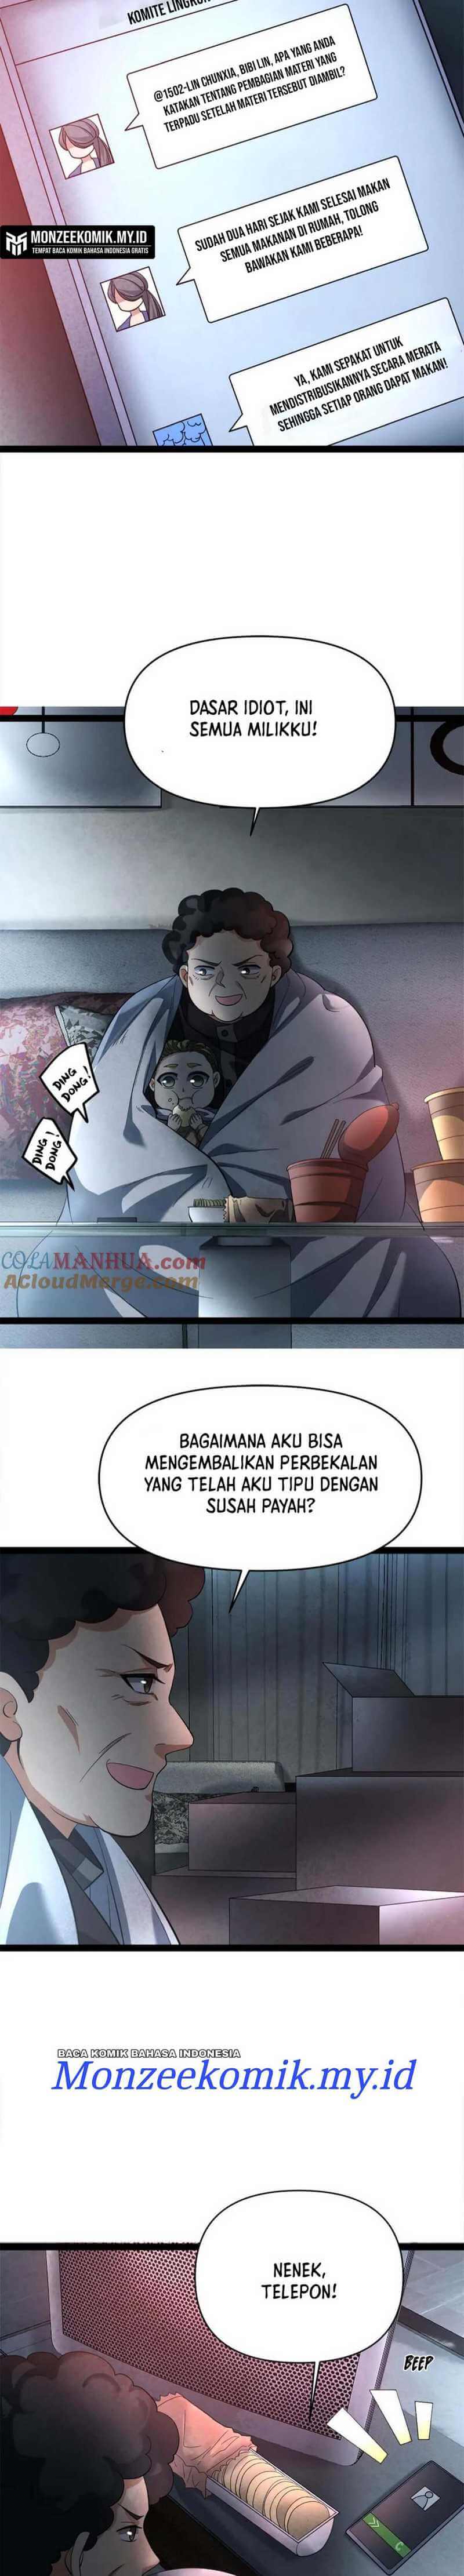 KOMITE
@1502-LIN CHUNXIA, BIBI LIN, APA YANG ANDA
KATAKAN TENTANG PEMBAGIAN MATERI YANG
TERPADU SETELAH MATERI TERSEBUT DIAMBIL?
SUDAH DUA HARI SEJAK KAMI SELESAI MAKAN
SEMUA MAKANAN DI RUMAH, TOLONG
BAWAKAN KAMI BEBERAPA!
MONZEEKOMIK.MY.ID
TEMPAT BACA KOMIK BAHASA INDONESIA GRATIS
YA, KAMI SEPAKAT UNTUK
MENDISTRIBUSIKANNYA SECARA MERATA
SEHINGGA SETIAP ORANG DAPAT MAKAN!
DASAR IDIOT, INI
SEMUA MILIKKU!
DING
DONG!
DING
DONG!
COLAMANHUA.com
AcloudMerge.com
BAGAIMANA AKU BISA
MENGEMBALIKAN PERBEKALAN
YANG TELAH AKU TIPU DENGAN
SUSAH PAYAH?
BACA KOMIK BAHASA INDONESIA
Monzeekomik.my.id
NENEK,
TELEPON!
BEEP